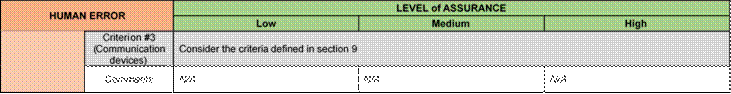 HUMAN ERROR
LEVEL of ASSURANCE
Low Medium High
Criterion #3
(Communication
devices)
Consider the criteria defined in section 9
Comments N/A N/A N/A